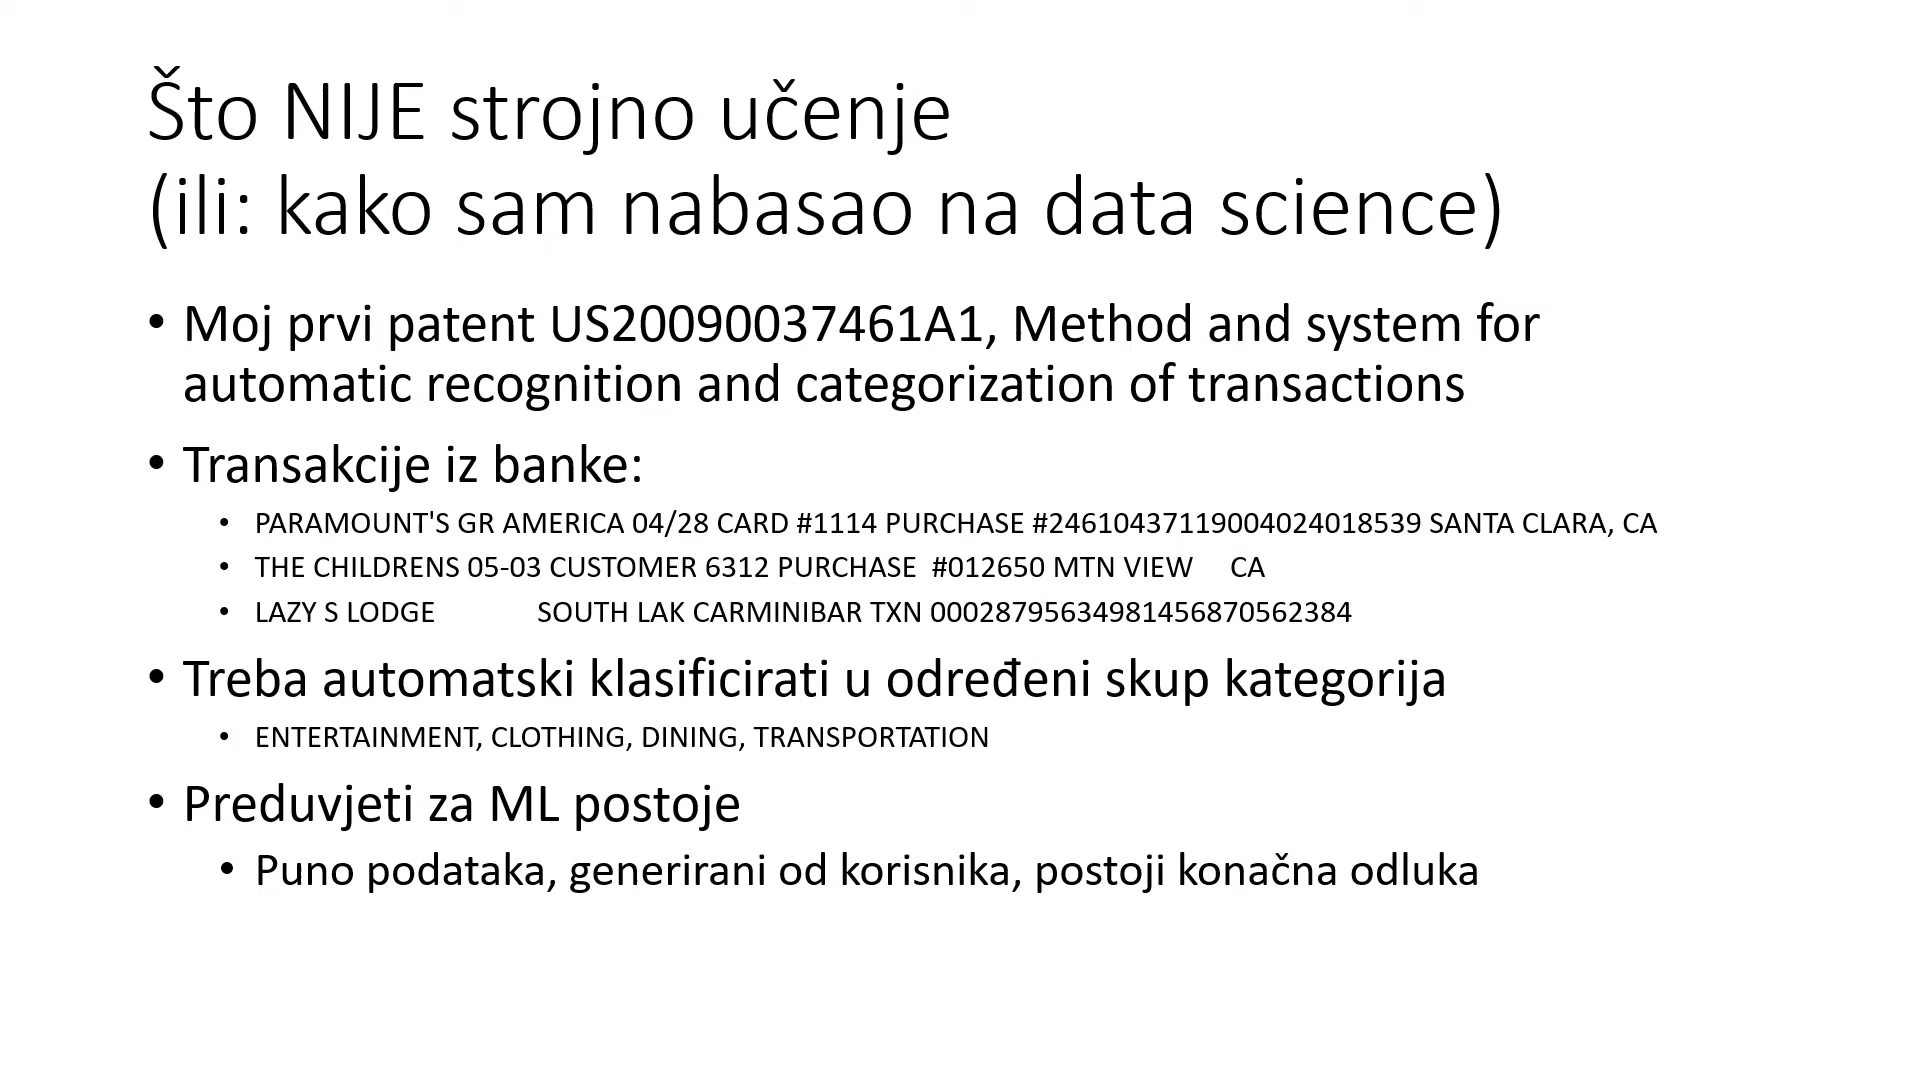 Što NIJE strojno učenje
(ili: kako sam nabasao na data science)
• Moj prvi patent US20090037461A1, Method and system for
automatic recognition and categorization of transactions
• Transakcije iz banke:
• PARAMOUNT'S GR AMERICA 04/28 CARD #1114 PURCHASE #24610437119004024018539 SANTA CLARA, CA
• THE CHILDRENS 05-03 CUSTOMER 6312 PURCHASE  #012650 MTN VIEW     CA
• LAZY S LODGE             SOUTH LAK CARMINIBAR TXN 00028795634981456870562384
• Treba automatski klasificirati u određeni skup kategorija
• ENTERTAINMENT, CLOTHING, DINING, TRANSPORTATION
• Preduvjeti za ML postoje
• Puno podataka, generirani od korisnika, postoji konačna odluka